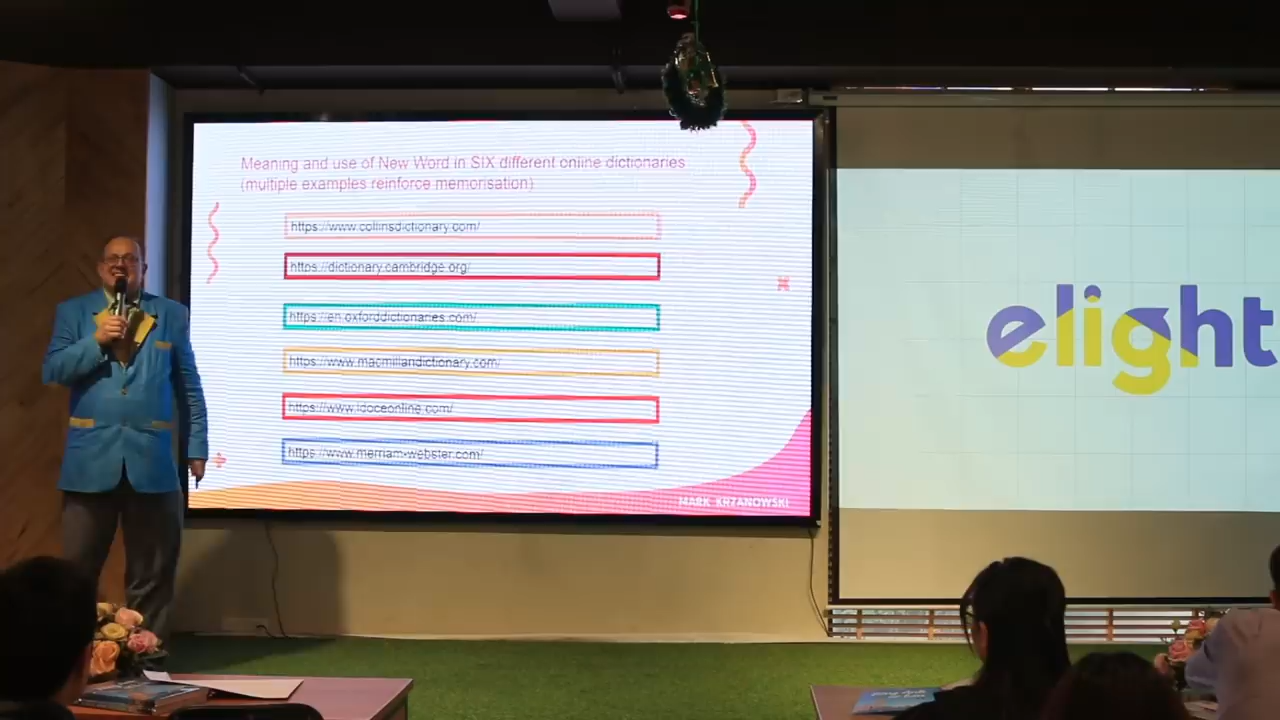 Meaning and use of New Word in SIX different online dictionaries
(multiple examples reinforce memorisation)
https://www.collinsdictionary.com/
https://dictionary.cambridge.org/
https://en.oxforddictionaries.com/
https://www.macmillandictionary.com/
https://www.ldoceonline.com/
https://www.merriam-webster.com/
MARK KRZANOWSKI
elight